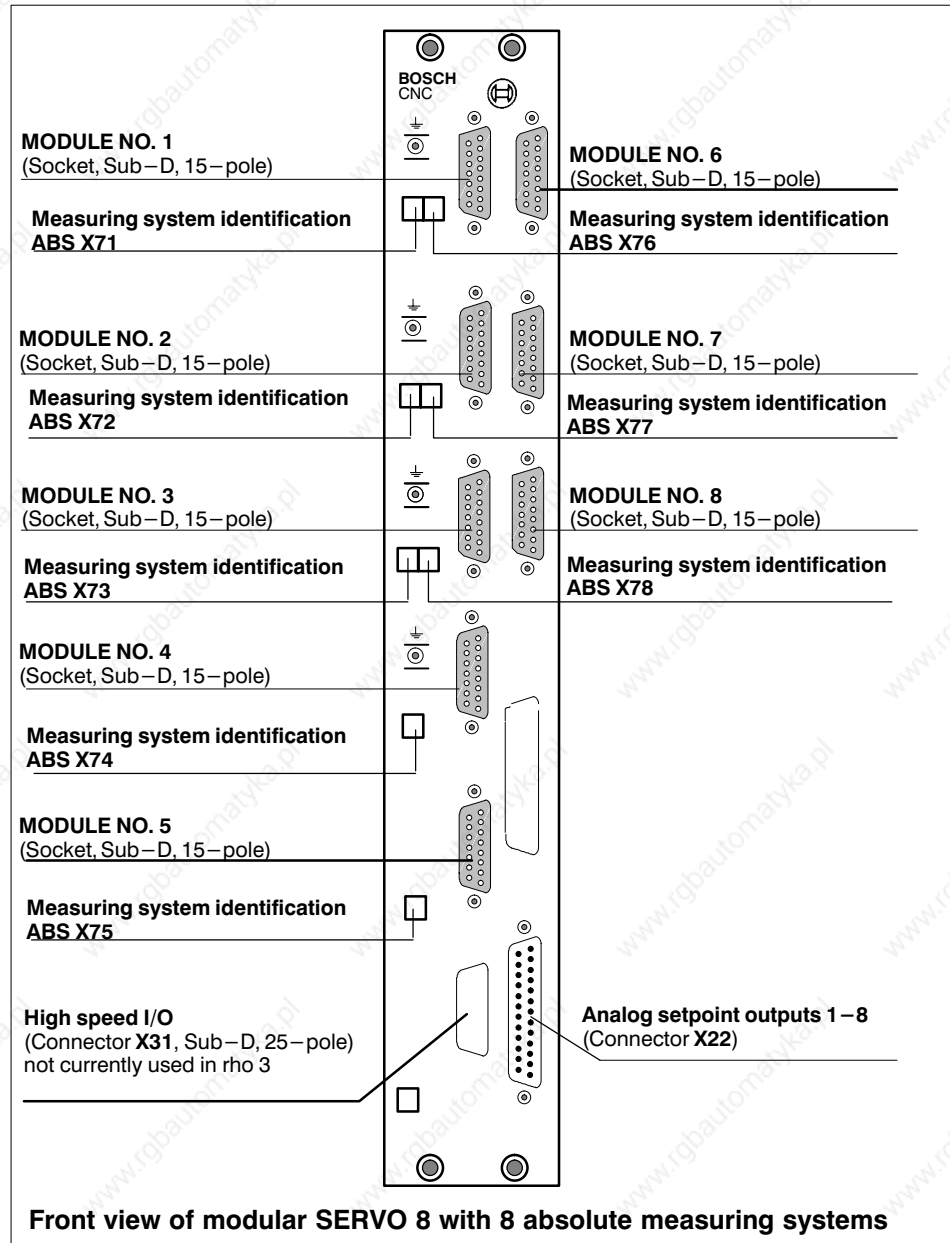 BOSCH
CNC
MODULE NO. 1
(Socket, Sub–D, 15–pole)
Measuring system identification
ABS X71
MODULE NO. 6
(Socket, Sub–D, 15–pole)
Measuring system identification
ABS X76
MODULE NO. 2
(Socket, Sub–D, 15–pole)
Measuring system identification
ABS X72
MODULE NO. 7
(Socket, Sub–D, 15–pole)
Measuring system identification
ABS X77
MODULE NO. 3
(Socket, Sub–D, 15–pole)
Measuring system identification
ABS X73
MODULE NO. 8
(Socket, Sub–D, 15–pole)
Measuring system identification
ABS X78
MODULE NO. 4
(Socket, Sub–D, 15–pole)
Measuring system identification
ABS X74
MODULE NO. 5
(Socket, Sub–D, 15–pole)
Measuring system identification
ABS X75
High speed I/O
(Connector X31, Sub–D, 25–pole)
not currently used in rho 3
Analog setpoint outputs 1–8
(Connector X22)
Front view of modular SERVO 8 with 8 absolute measuring systems
www.rgbautomatyka.pl